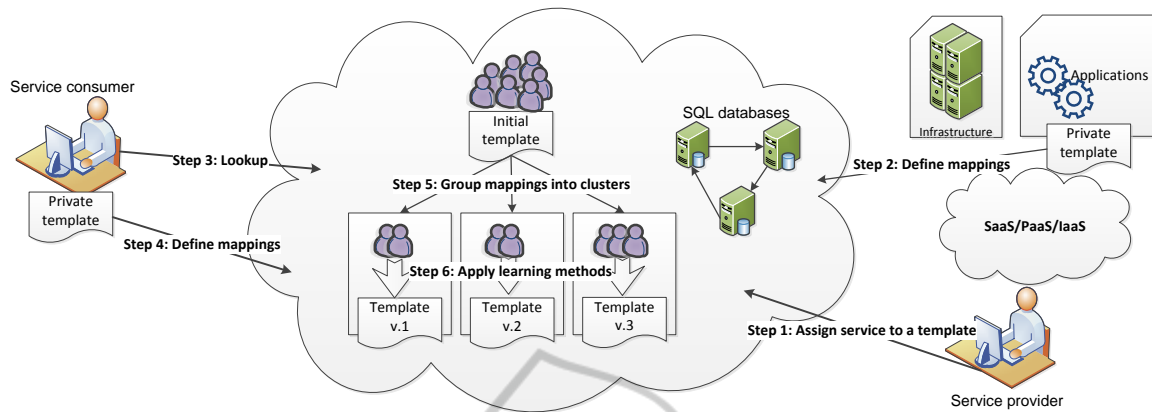 Service consumer
Private
template
Step 3: Lookup
Step 4: Define mappings
Initial
template
SQL databases
Step 5: Group mappings into clusters
Step 6: Apply learning methods
Template
v.1
Template
v.2
Template
v.3
Infrastructure
Applications
Private
template
Step 2: Define mappings
SaaS/PaaS/IaaS
Step 1: Assign service to a template
Service provider